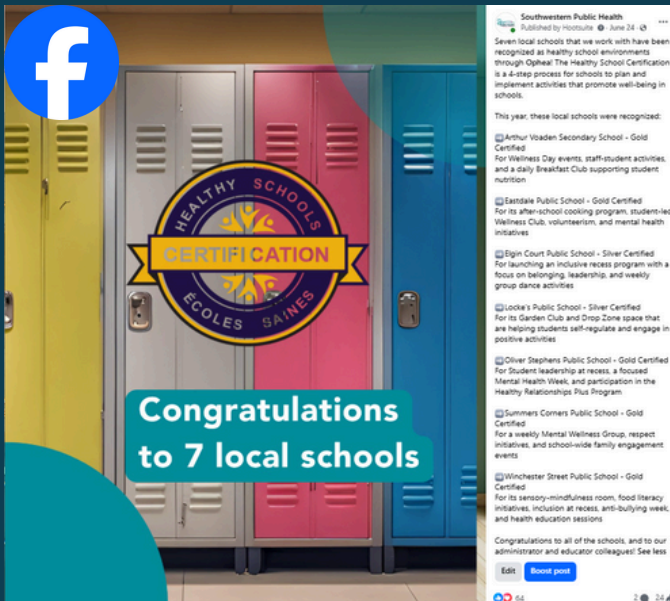 HEALTHY SCHOOLS
CERTIFICATION
ÉCOLES SAINES
Congratulations
to 7 local schools
Southwestern Public Health
Published by Hootsuite · June 24 ·
Seven local schools that we work with have been
recognized as healthy school environments
through Ophea! The Healthy School Certification
is a 4-step process for schools to plan and
implement activities that promote well-being in
schools.
This year, these local schools were recognized:
➡️Arthur Voaden Secondary School - Gold
Certified
For Wellness Day events, staff-student activities,
and a daily Breakfast Club supporting student
nutrition
➡️Eastdale Public School - Gold Certified
For its after-school cooking program, student-led
Wellness Club, volunteerism, and mental health
initiatives
➡️Elgin Court Public School - Silver Certified
For launching an inclusive recess program with a
focus on belonging, leadership, and weekly
group dance activities
➡️Locke's Public School - Silver Certified
For its Garden Club and Drop Zone space that
are helping students self-regulate and engage in
positive activities
➡️Oliver Stephens Public School - Gold Certified
For Student leadership at recess, a focused
Mental Health Week, and participation in the
Healthy Relationships Plus Program
➡️Summers Corners Public School - Gold
Certified
For a weekly Mental Wellness Group, respect
initiatives, and school-wide family engagement
events
➡️Winchester Street Public School - Gold
Certified
For its sensory-mindfulness room, food literacy
initiatives, inclusion at recess, anti-bullying week,
and health education sessions
Congratulations to all of the schools, and to our
administrator and educator colleagues! See less
Edit Boost post
64 2 24